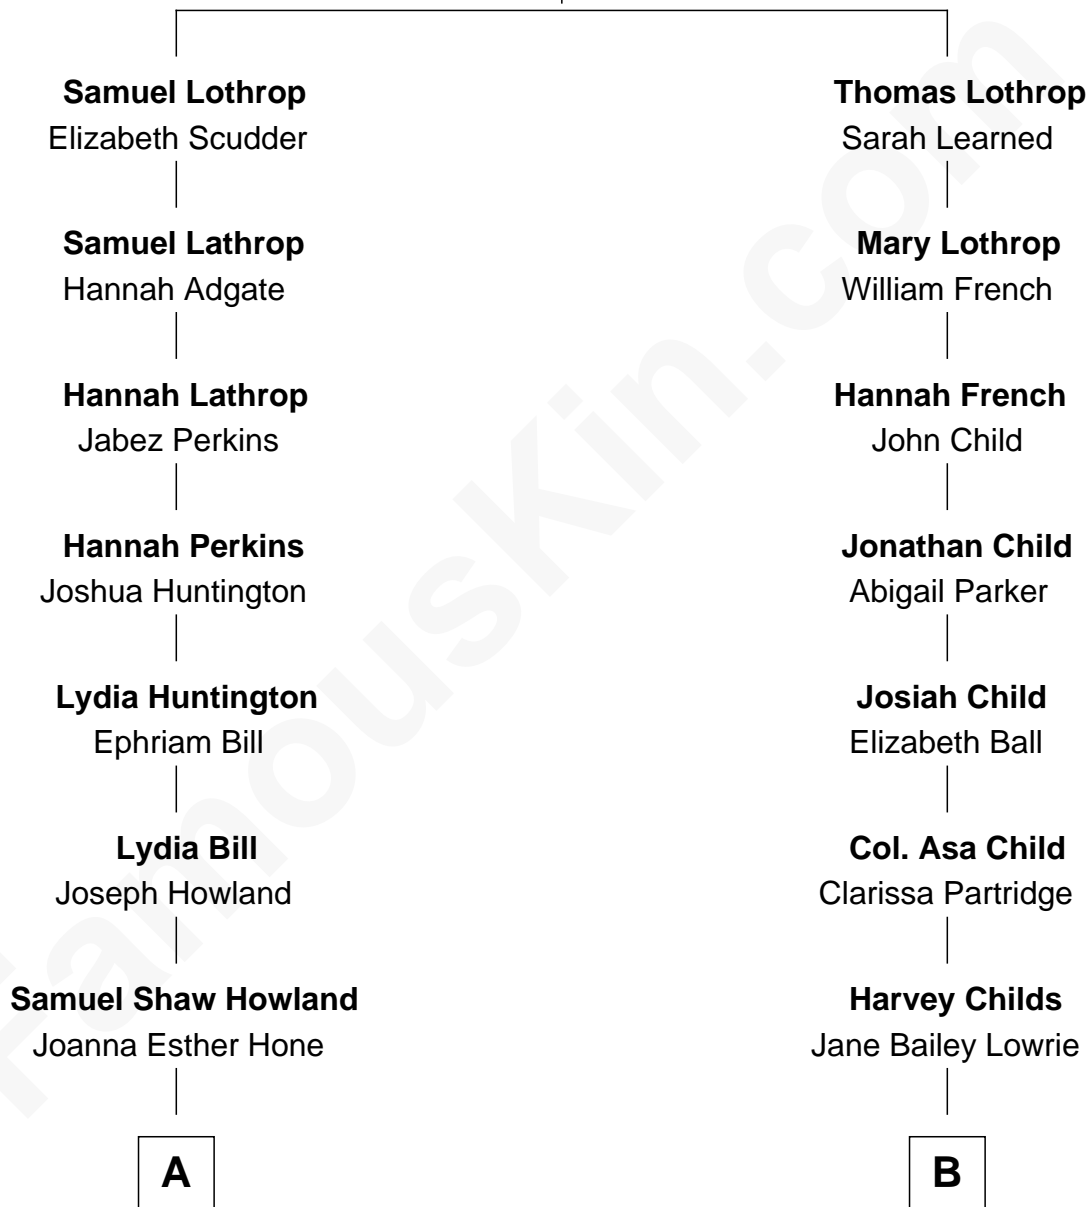 Samuel Lothrop
Elizabeth Scudder
Samuel Lathrop
Hannah Adgate
Hannah Lathrop
Jabez Perkins
Hannah Perkins
Joshua Huntington
Lydia Huntington
Ephriam Bill
Lydia Bill
Joseph Howland
Samuel Shaw Howland
Joanna Esther Hone
A
Thomas Lothrop
Sarah Learned
Mary Lothrop
William French
Hannah French
John Child
Jonathan Child
Abigail Parker
Josiah Child
Elizabeth Ball
Col. Asa Child
Clarissa Partridge
Harvey Childs
Jane Bailey Lowrie
B
FamousKin.com